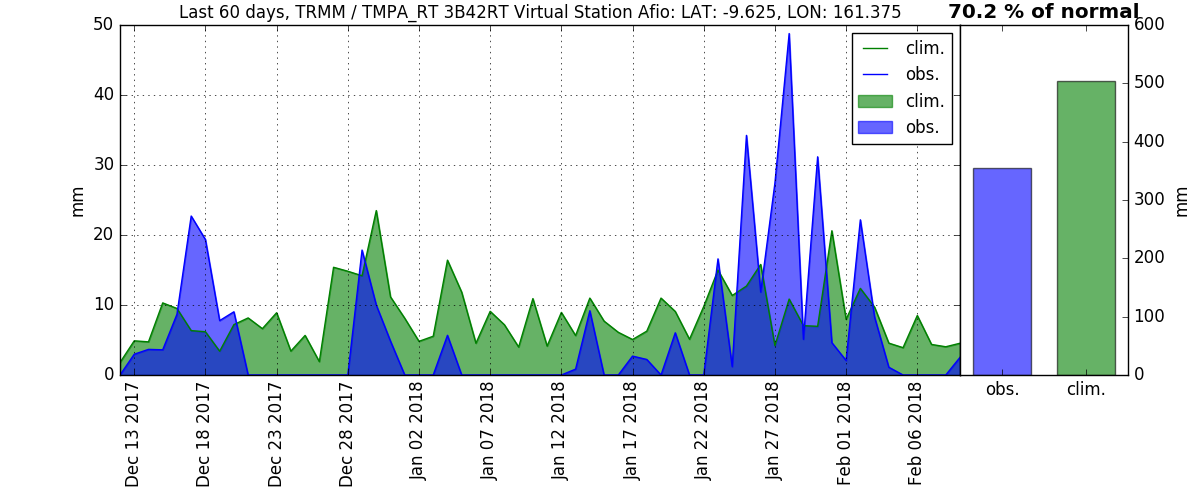 Last 60 days, TRMM / TMPA_RT 3B42RT Virtual Station Afio: LAT: -9.625, LON: 161.375
70.2 % of normal
50
40
30
20
10
0
mm
clim.
obs.
clim.
obs.
Dec 13 2017
Dec 18 2017
Dec 23 2017
Dec 28 2017
Jan 02 2018
Jan 07 2018
Jan 12 2018
Jan 17 2018
Jan 22 2018
Jan 27 2018
Feb 01 2018
Feb 06 2018
600
500
400
300
200
100
0
mm
obs.
clim.